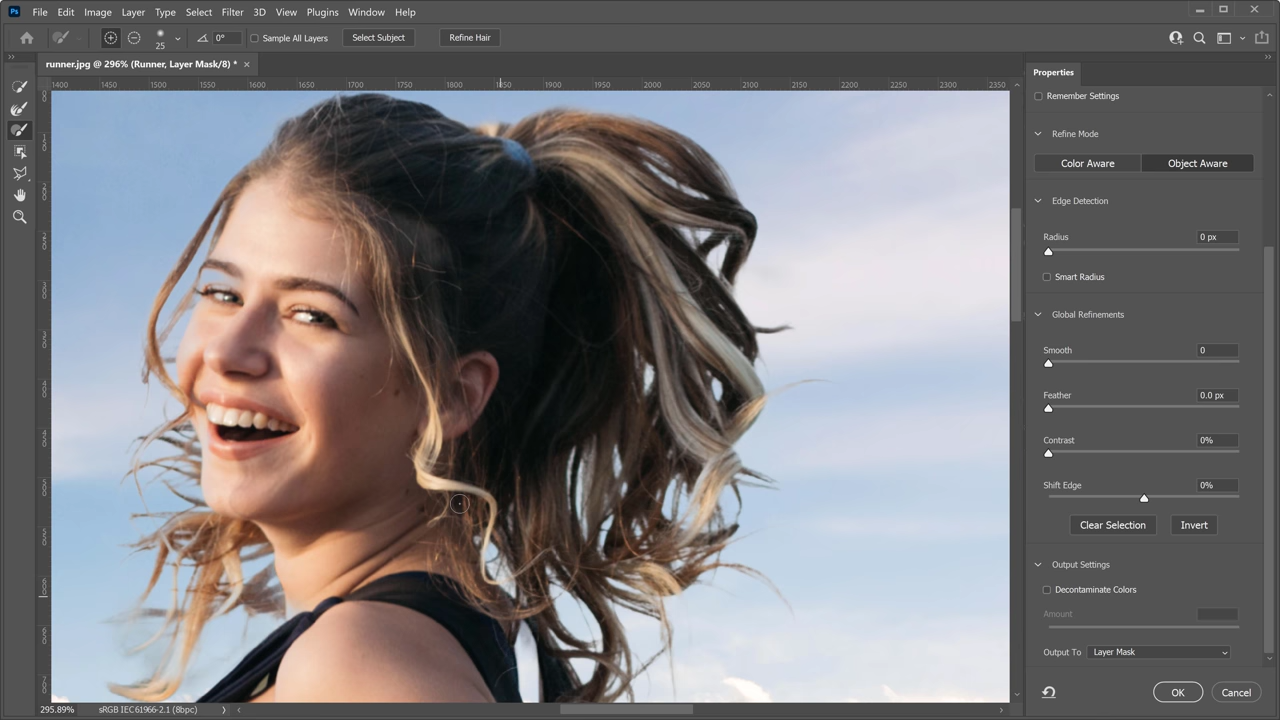 Ps File Edit Image Layer Type Select Filter 3D View Plugins Window Help
25 0° Sample All Layers Select Subject Refine Hair
runner.jpg @ 296% (Runner, Layer Mask/8) * ×
1400 1450 1500 1550 1600 1650 1700 1750 1800 1850 1900 1950 2000 2050 2100 2150 2200 2250 2300 2350
Properties
Remember Settings
Refine Mode
Color Aware Object Aware
Edge Detection
Radius 0 px
Smart Radius
Global Refinements
Smooth 0
Feather 0.0 px
Contrast 0%
Shift Edge 0%
Clear Selection Invert
Output Settings
Decontaminate Colors
Amount
Output To Layer Mask
OK Cancel
295.89% sRGB IEC61966-2.1 (8bpc)